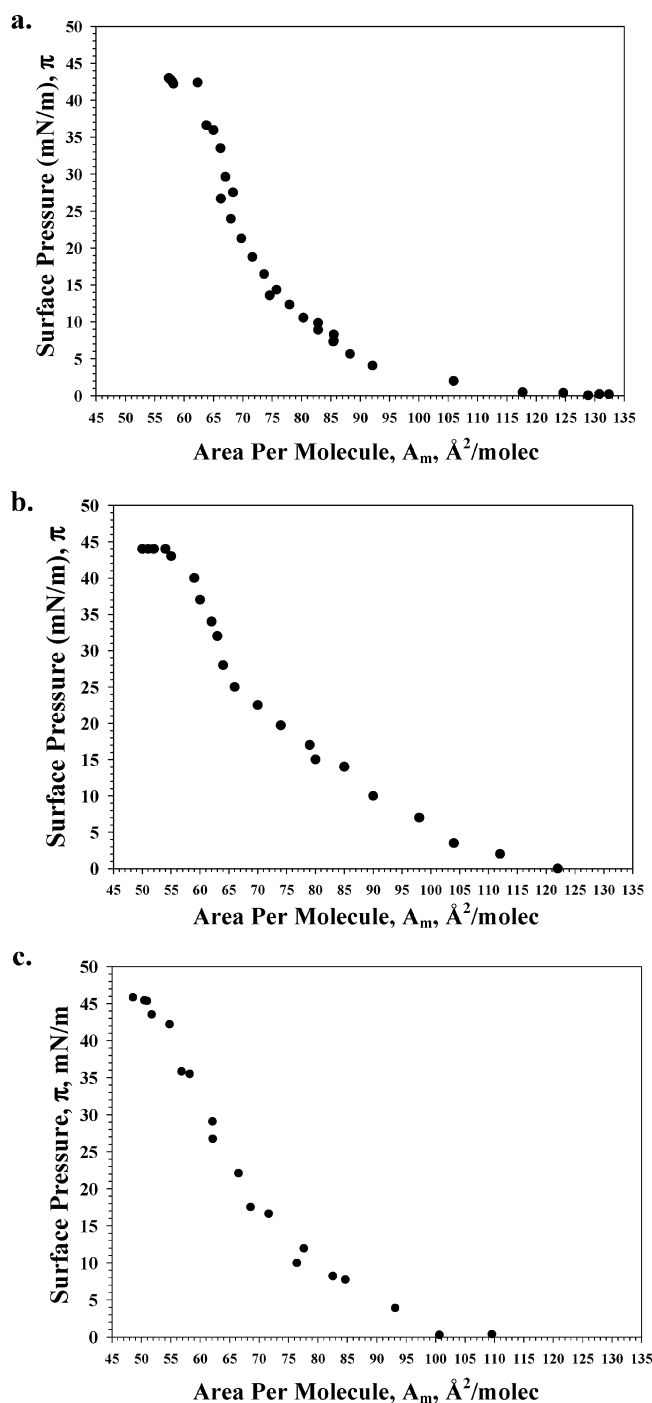 a.
Surface Pressure (mN/m), π
50
45
40
35
30
25
20
15
10
5
0
45 50 55 60 65 70 75 80 85 90 95 100 105 110 115 120 125 130 135
Area Per Molecule, Aₘ, Å²/molec
b.
Surface Pressure (mN/m), π
50
45
40
35
30
25
20
15
10
5
0
45 50 55 60 65 70 75 80 85 90 95 100 105 110 115 120 125 130 135
Area Per Molecule, Aₘ, Å²/molec
c.
Surface Pressure, π, mN/m
50
45
40
35
30
25
20
15
10
5
0
45 50 55 60 65 70 75 80 85 90 95 100 105 110 115 120 125 130 135
Area Per Molecule, Aₘ, Å²/molec